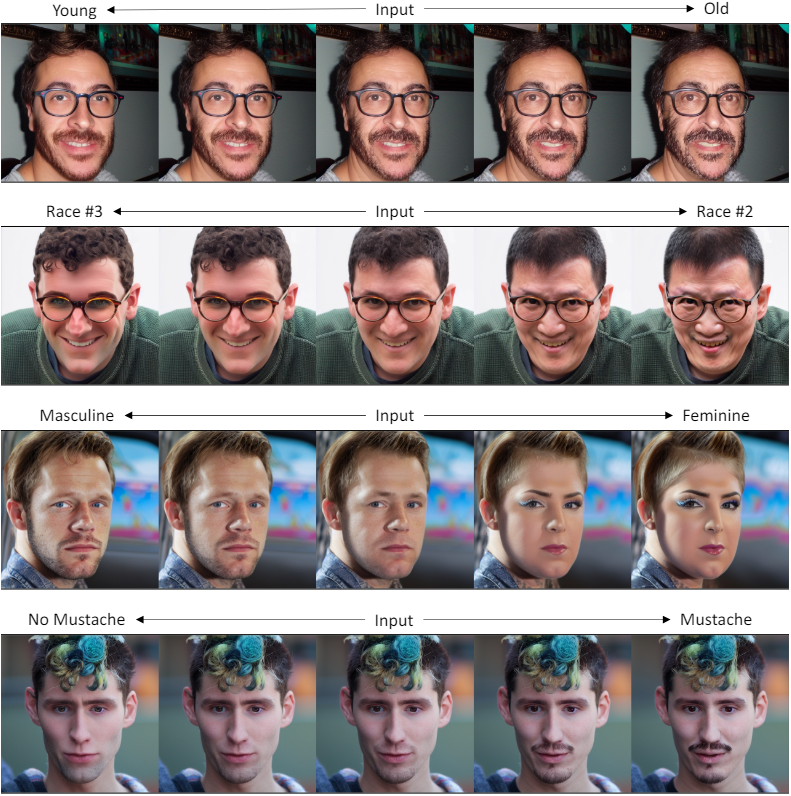 Young Input Old
Race #3 Input Race #2
Masculine Input Feminine
No Mustache Input Mustache